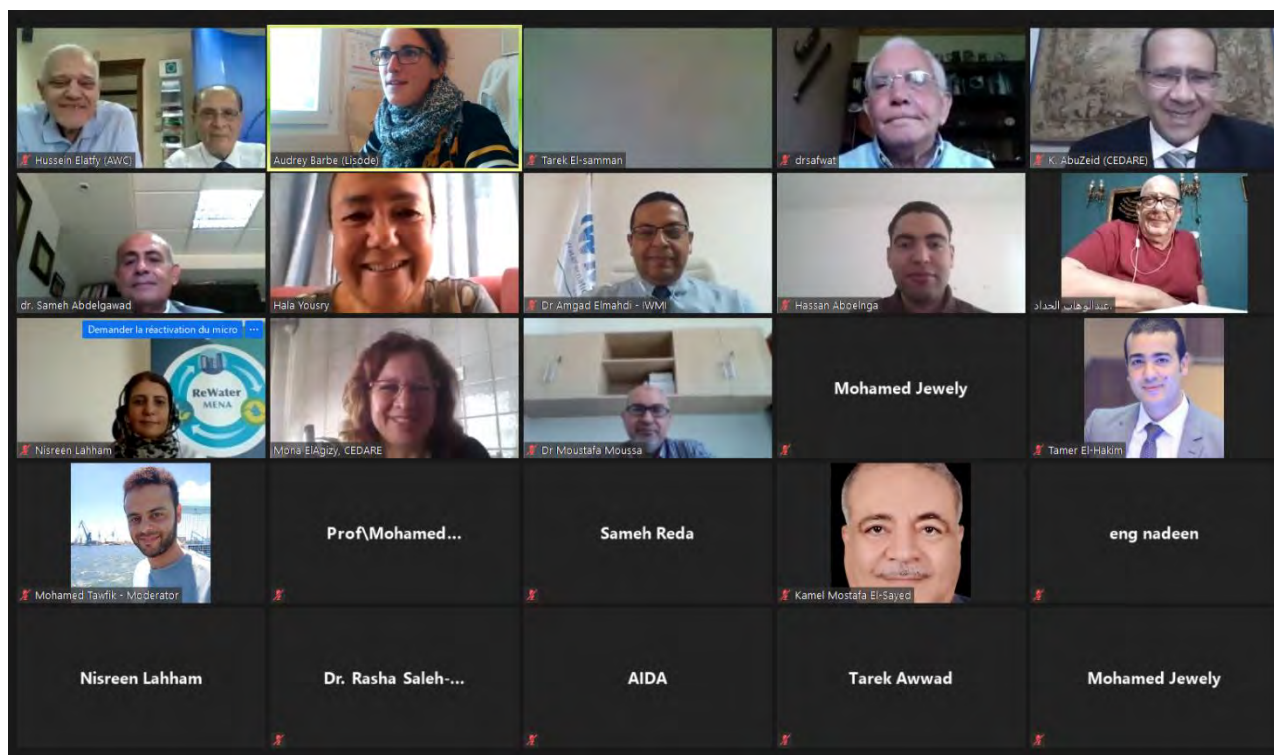 Hussein Elatfy (AWC)
Audrey Barbe (Lisode)
Tarek El-samman
drsafwat
K. AbuZeid (CEDARE)
dr. Sameh Abdelgawad
Hala Yousry
Dr Amgad Elmahdi - IWMI
Hassan Aboelnga
عبدالوهاب الحداد.
Demander la réactivation du micro ...
ReWater
MENA
Nisreen Lahham
Mona ElAgizy, CEDARE
Dr Moustafa Moussa
Mohamed Jewely
Tamer El-Hakim
Mohamed Tawfik - Moderator
Prof\Mohamed...
Sameh Reda
Kamel Mostafa El-Sayed
eng nadeen
Nisreen Lahham
Dr. Rasha Saleh-...
AIDA
Tarek Awwad
Mohamed Jewely